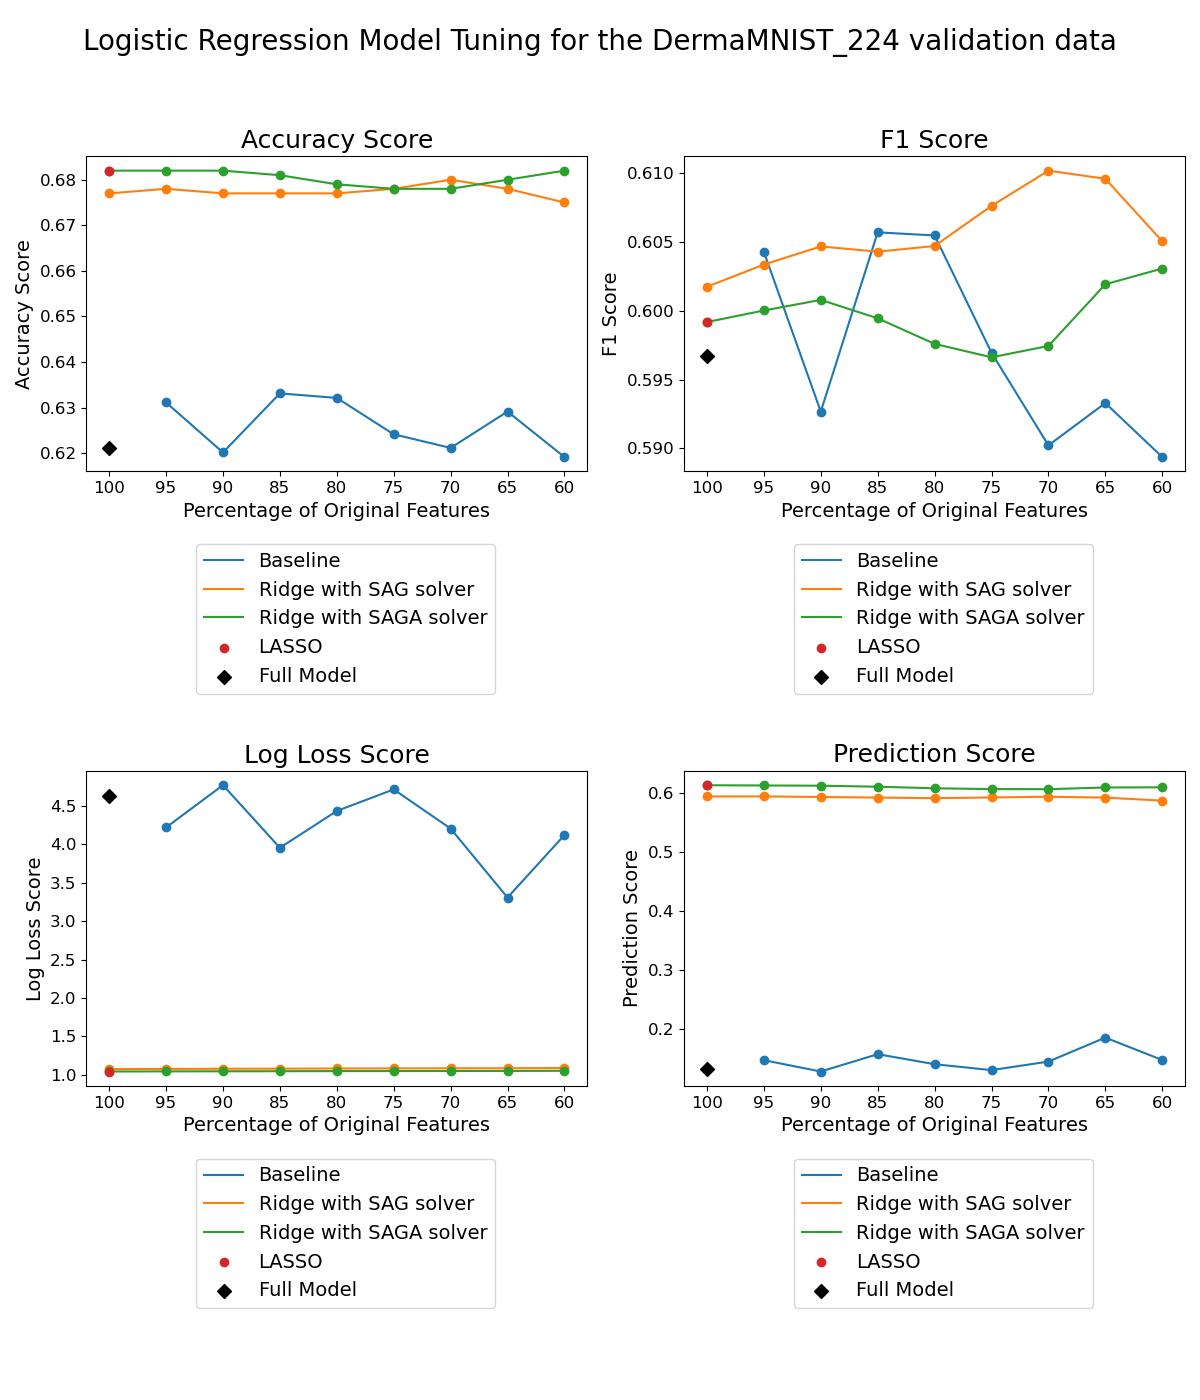 Logistic Regression Model Tuning for the DermaMNIST_224 validation data
Accuracy Score
Accuracy Score
0.68
0.67
0.66
0.65
0.64
0.63
0.62
100 95 90 85 80 75 70 65 60
Percentage of Original Features
Baseline
Ridge with SAG solver
Ridge with SAGA solver
LASSO
Full Model
F1 Score
F1 Score
0.610
0.605
0.600
0.595
0.590
100 95 90 85 80 75 70 65 60
Percentage of Original Features
Baseline
Ridge with SAG solver
Ridge with SAGA solver
LASSO
Full Model
Log Loss Score
Log Loss Score
4.5
4.0
3.5
3.0
2.5
2.0
1.5
1.0
100 95 90 85 80 75 70 65 60
Percentage of Original Features
Baseline
Ridge with SAG solver
Ridge with SAGA solver
LASSO
Full Model
Prediction Score
Prediction Score
0.6
0.5
0.4
0.3
0.2
100 95 90 85 80 75 70 65 60
Percentage of Original Features
Baseline
Ridge with SAG solver
Ridge with SAGA solver
LASSO
Full Model